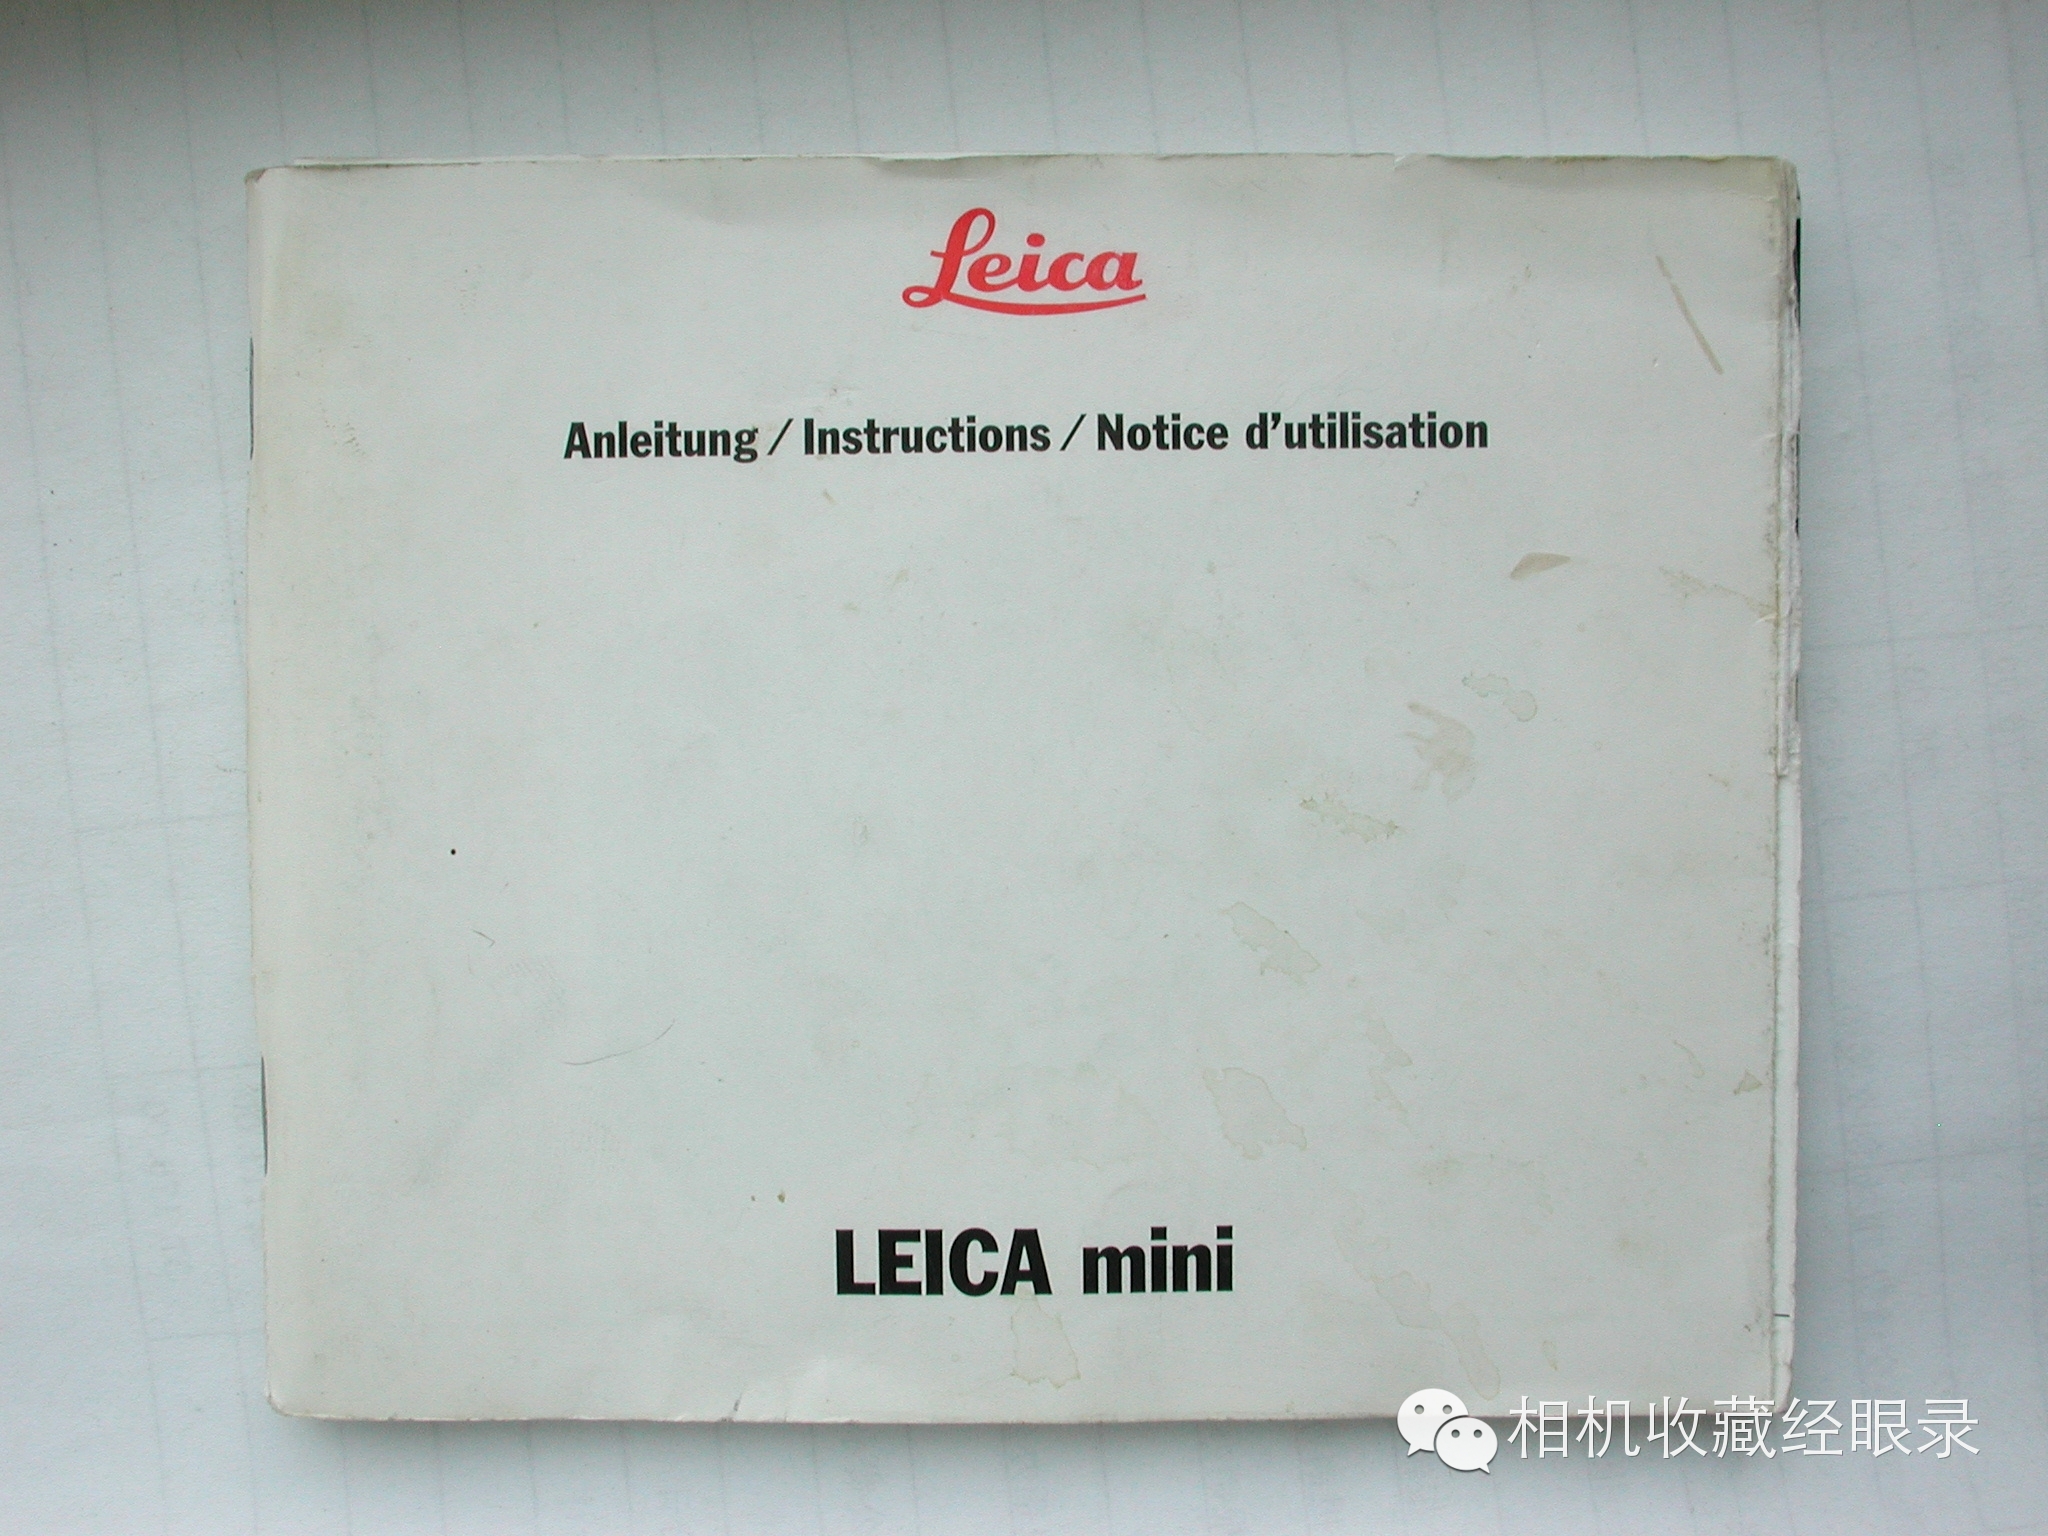 Leica
Anleitung / Instructions / Notice d'utilisation
LEICA mini
相机收藏经眼录